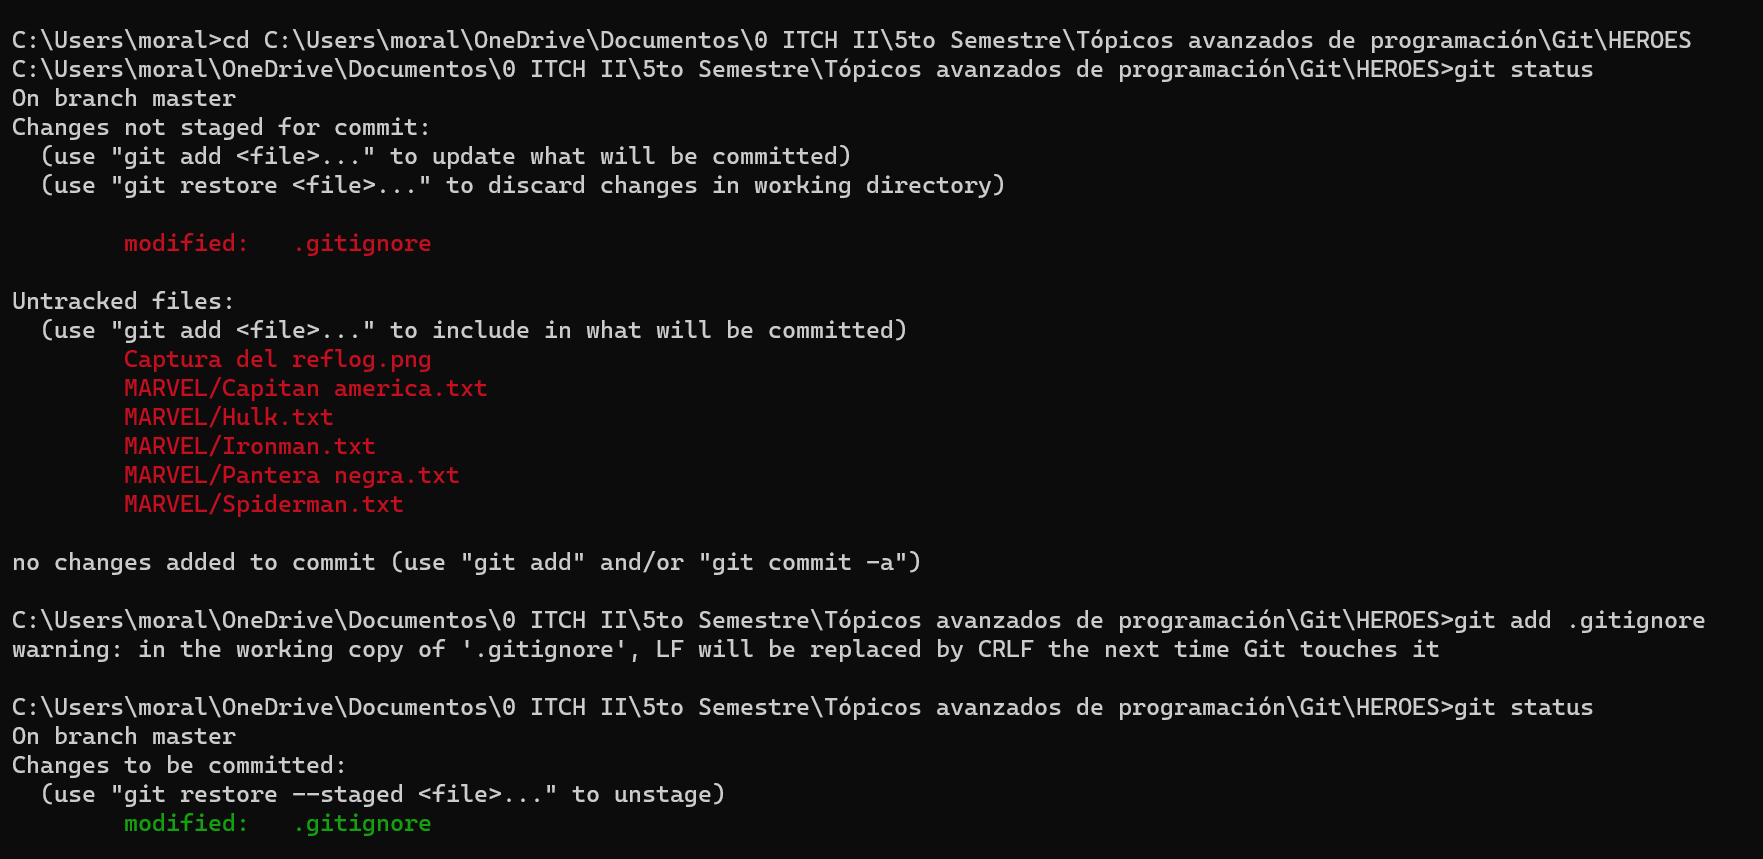 C:\Users\moral>cd C:\Users\moral\OneDrive\Documentos\0 ITCH II\5to Semestre\Tópicos avanzados de programación\Git\HEROES
C:\Users\moral\OneDrive\Documentos\0 ITCH II\5to Semestre\Tópicos avanzados de programación\Git\HEROES>git status
On branch master
Changes not staged for commit:
  (use "git add <file>..." to update what will be committed)
  (use "git restore <file>..." to discard changes in working directory)
        modified:   .gitignore
Untracked files:
  (use "git add <file>..." to include in what will be committed)
        Captura del reflog.png
        MARVEL/Capitan america.txt
        MARVEL/Hulk.txt
        MARVEL/Ironman.txt
        MARVEL/Pantera negra.txt
        MARVEL/Spiderman.txt
no changes added to commit (use "git add" and/or "git commit -a")
C:\Users\moral\OneDrive\Documentos\0 ITCH II\5to Semestre\Tópicos avanzados de programación\Git\HEROES>git add .gitignore
warning: in the working copy of '.gitignore', LF will be replaced by CRLF the next time Git touches it
C:\Users\moral\OneDrive\Documentos\0 ITCH II\5to Semestre\Tópicos avanzados de programación\Git\HEROES>git status
On branch master
Changes to be committed:
  (use "git restore --staged <file>..." to unstage)
        modified:   .gitignore